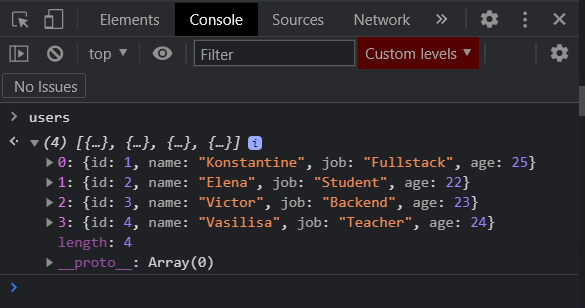 Elements Console Sources Network »
top ▼ Filter Custom levels ▼
No Issues
> users
(4) [{…}, {…}, {…}, {…}] i
0: {id: 1, name: "Konstantine", job: "Fullstack", age: 25}
1: {id: 2, name: "Elena", job: "Student", age: 22}
2: {id: 3, name: "Victor", job: "Backend", age: 23}
3: {id: 4, name: "Vasilisa", job: "Teacher", age: 24}
length: 4
__proto__: Array(0)
>